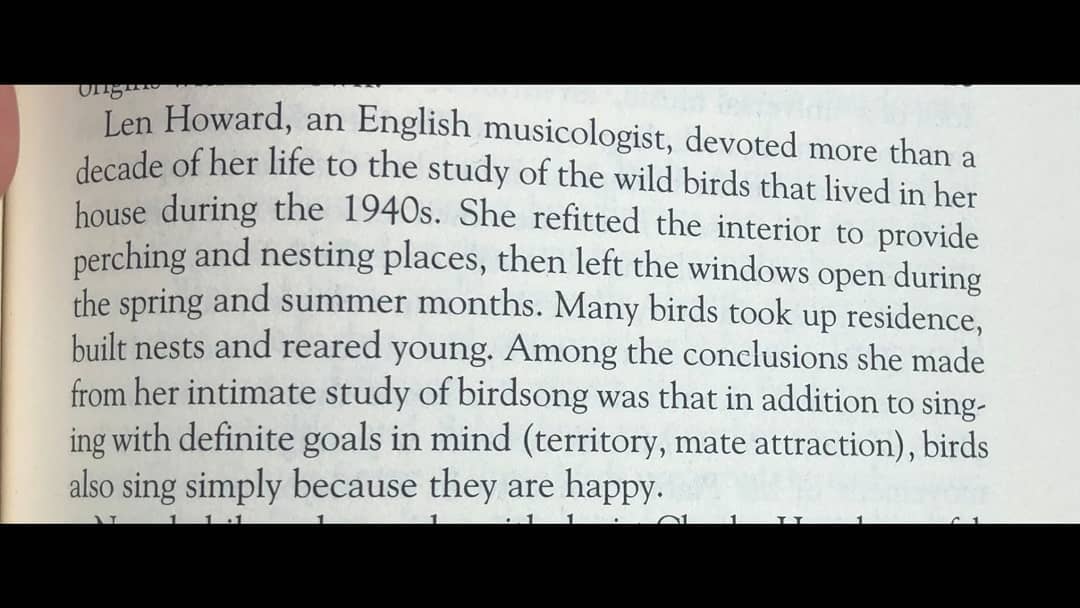 Len Howard, an English musicologist, devoted more than a
decade of her life to the study of the wild birds that lived in her
house during the 1940s. She refitted the interior to provide
perching and nesting places, then left the windows open during
the spring and summer months. Many birds took up residence,
built nests and reared young. Among the conclusions she made
from her intimate study of birdsong was that in addition to sing-
ing with definite goals in mind (territory, mate attraction), birds
also sing simply because they are happy.